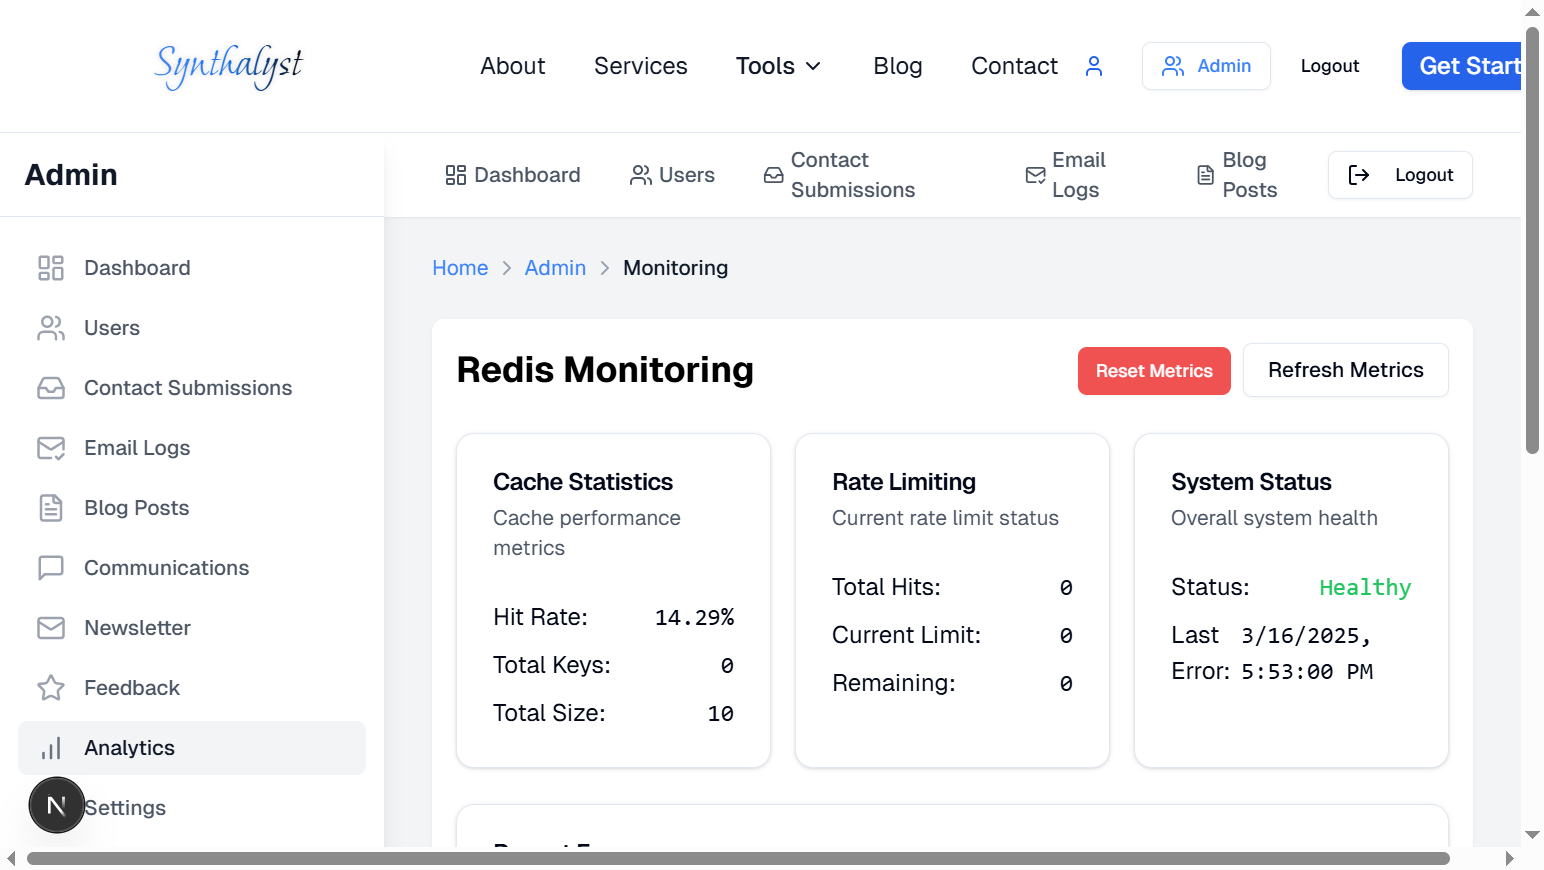 Synthalyst
About
Services
Tools
Blog
Contact
Admin
Logout
Get Start
Admin
Dashboard
Users
Contact
Submissions
Email
Logs
Blog
Posts
Logout
Dashboard
Users
Contact Submissions
Email Logs
Blog Posts
Communications
Newsletter
Feedback
Analytics
N
Settings
Home
Admin
Monitoring
Redis Monitoring
Reset Metrics
Refresh Metrics
Cache Statistics
Cache performance
metrics
Hit Rate: 14.29%
Total Keys: 0
Total Size: 10
Rate Limiting
Current rate limit status
Total Hits: 0
Current Limit: 0
Remaining: 0
System Status
Overall system health
Status: Healthy
Last 3/16/2025,
Error: 5:53:00 PM